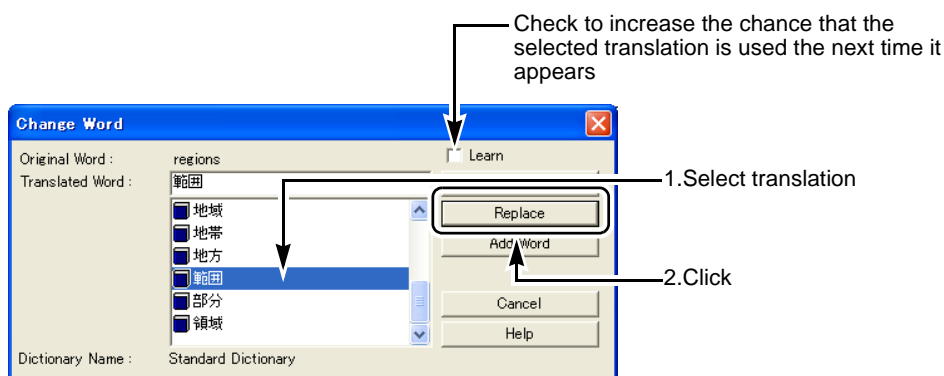 Check to increase the chance that the
selected translation is used the next time it
appears
Change Word
Original Word : regions
Learn
Translated Word : 範囲
1.Select translation
地域
Replace
地帯
Add Word
地方
範囲
2.Click
部分
Cancel
領域
Help
Dictionary Name : Standard Dictionary